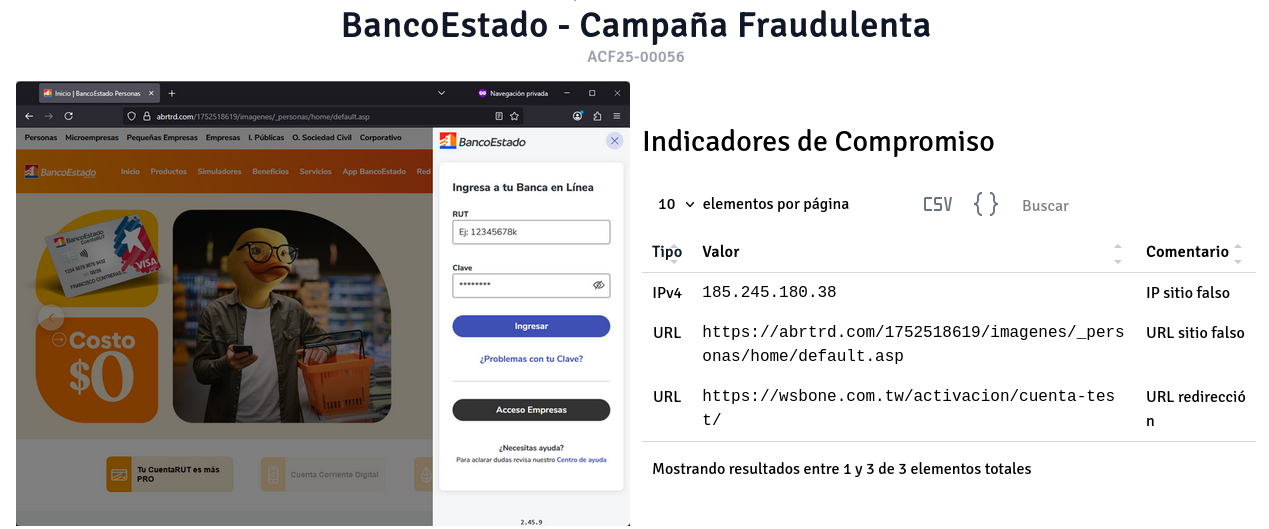 BancoEstado - Campaña Fraudulenta
ACF25-00056
Inicio | BancoEstado Personas
Navegación privada
abrtrd.com/1752518619/imagenes/_personas/home/default.asp
Personas Microempresas Pequeñas Empresas Empresas I. Públicas O. Sociedad Civil Corporativo
BancoEstado
Inicio Productos Simuladores Beneficios Servicios App BancoEstado Red
BancoEstado
Ingresa a tu Banca en Línea
RUT
Ej: 12345678k
Clave
********
Ingresar
¿Problemas con tu Clave?
Acceso Empresas
¿Necesitas ayuda?
Para aclarar dudas revisa nuestro Centro de ayuda
2.45.9
BancoEstado
VISA
Costo
$0
Tu CuentaRUT es más
PRO
Cuenta Corriente Digital
Indicadores de Compromiso
10 elementos por página
CSV { } Buscar
Tipo Valor Comentario
IPv4 185.245.180.38 IP sitio falso
URL https://abrtrd.com/1752518619/imagenes/_pers
onas/home/default.asp
URL sitio falso
URL https://wsbone.com.tw/activacion/cuenta-tes
t/
URL redirecció
n
Mostrando resultados entre 1 y 3 de 3 elementos totales